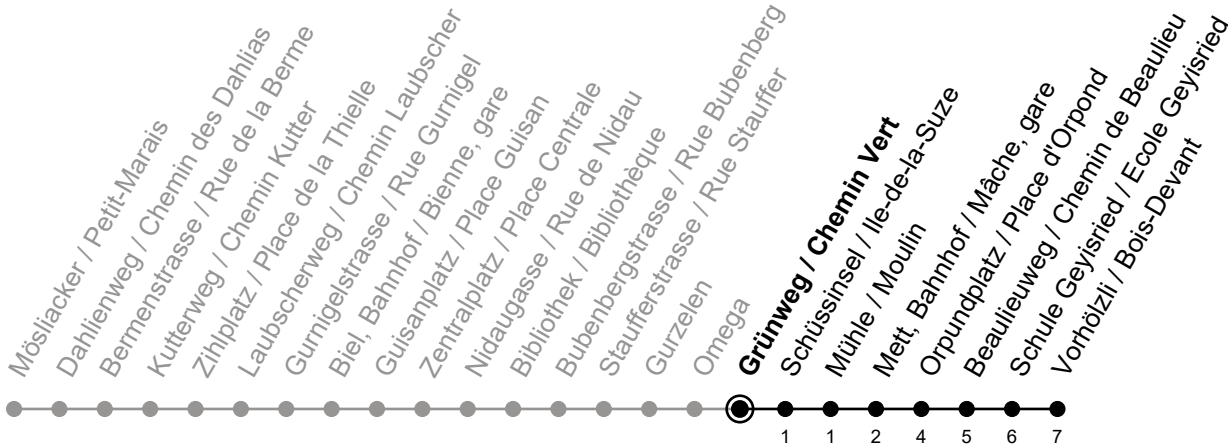 Mösliacker / Petit-Marais
Dahlienweg / Chemin des Dahlias
Bermenstrasse / Rue de la Berme
Kutterweg / Chemin Kutter
Zihlplatz / Place de la Thielle
Laubscherweg / Chemin Laubscher
Gurnigelstrasse / Rue Gurnigel
Biel, Bahnhof / Bienne, gare
Guisanplatz / Place Guisan
Zentralplatz / Place Centrale
Nidaugasse / Rue de Nidau
Bibliothek / Bibliothèque
Bubenbergstrasse / Rue Bubenberg
Staufferstrasse / Rue Stauffer
Gurzelen
Omega
Grünweg / Chemin Vert
Schüssinsel / Ile-de-la-Suze
Mühle / Moulin
Mett, Bahnhof / Mâche, gare
Orpundplatz / Place d'Orpond
Beaulieuweg / Chemin de Beaulieu
Schule Geyisried / Ecole Geyisried
Vorhölzli / Bois-Devant
1 1 2 4 5 6 7